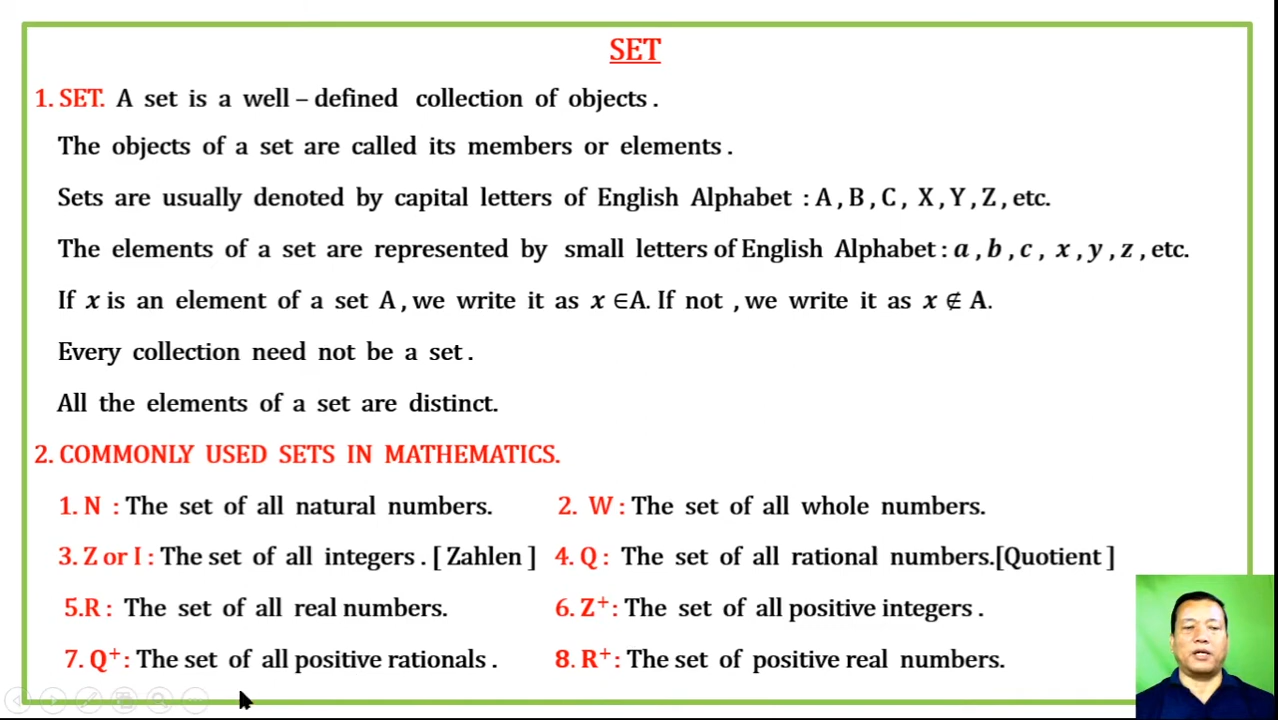 SET
1. SET. A set is a well – defined collection of objects .
The objects of a set are called its members or elements .
Sets are usually denoted by capital letters of English Alphabet : A , B , C , X , Y , Z , etc.
The elements of a set are represented by small letters of English Alphabet : a , b , c , x , y , z , etc.
If x is an element of a set A , we write it as x ∈A. If not , we write it as x ∉ A.
Every collection need not be a set .
All the elements of a set are distinct.
2. COMMONLY USED SETS IN MATHEMATICS.
1. N : The set of all natural numbers. 2. W : The set of all whole numbers.
3. Z or I : The set of all integers . [ Zahlen ] 4. Q : The set of all rational numbers.[Quotient ]
5.R : The set of all real numbers. 6. Z⁺: The set of all positive integers .
7. Q⁺: The set of all positive rationals . 8. R⁺: The set of positive real numbers.